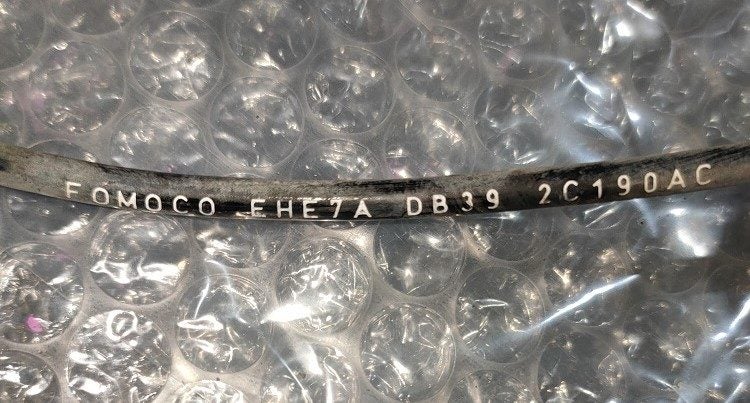 FOMOCO EHE7A DB39 2C190AC